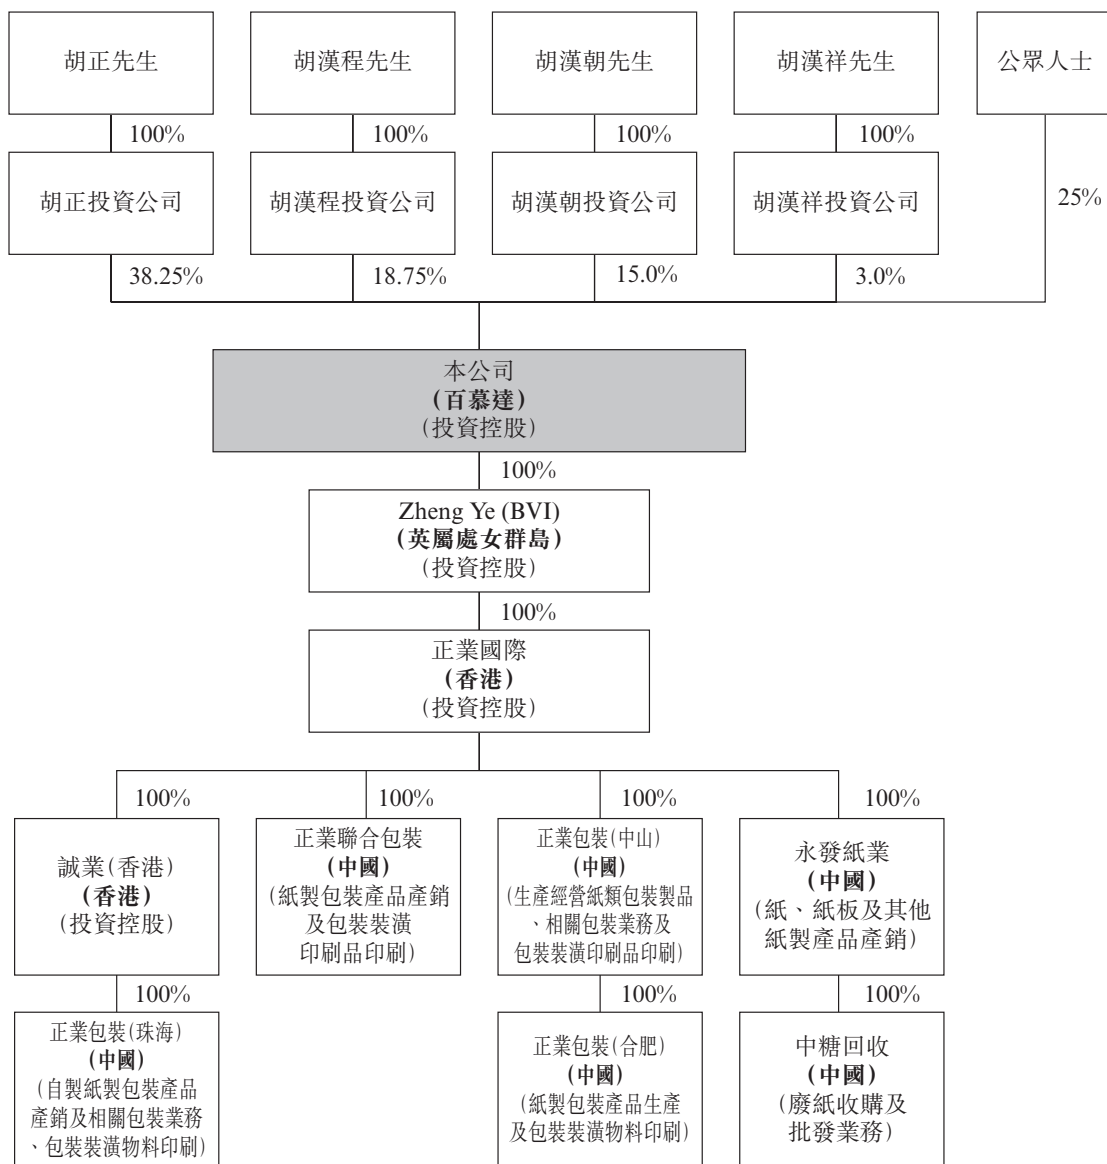 胡正先生
胡漢程先生
胡漢朝先生
胡漢祥先生
公眾人士
100%
100%
100%
100%
胡正投資公司
胡漢程投資公司
胡漢朝投資公司
胡漢祥投資公司
25%
38.25%
18.75%
15.0%
3.0%
本公司
(百慕達)
(投資控股)
100%
Zheng Ye (BVI)
(英屬處女群島)
(投資控股)
100%
正業國際
(香港)
(投資控股)
100%
100%
100%
100%
誠業(香港)
(香港)
(投資控股)
正業聯合包裝
(中國)
(紙製包裝產品產銷
及包裝裝潢
印刷品印刷)
正業包裝(中山)
(中國)
(生產經營紙類包裝製品
、相關包裝業務及
包裝裝潢印刷品印刷)
永發紙業
(中國)
(紙、紙板及其他
紙製產品產銷)
100%
100%
100%
正業包裝(珠海)
(中國)
(自製紙製包裝產品
產銷及相關包裝業務
、包裝裝潢物料印刷)
正業包裝(合肥)
(中國)
(紙製包裝產品生產
及包裝裝潢物料印刷)
中糖回收
(中國)
(廢紙收購及
批發業務)